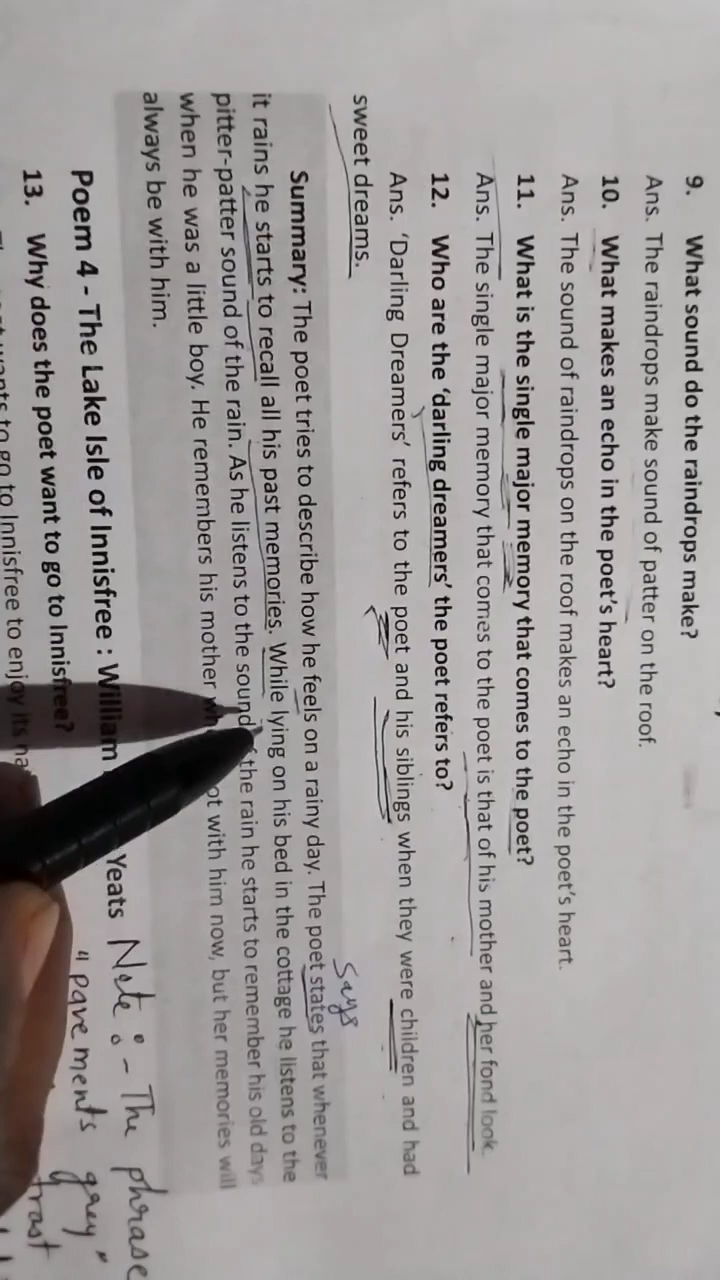 9. What sound do the raindrops make?
Ans. The raindrops make sound of patter on the roof.
10. What makes an echo in the poet's heart?
Ans. The sound of raindrops on the roof makes an echo in the poet's heart.
11. What is the single major memory that comes to the poet?
Ans. The single major memory that comes to the poet is that of his mother and her fond look.
12. Who are the 'darling dreamers' the poet refers to?
Ans. 'Darling Dreamers' refers to the poet and his siblings when they were children and had
sweet dreams.
says
Summary: The poet tries to describe how he feels on a rainy day. The poet states that whenever
it rains he starts to recall all his past memories. While lying on his bed in the cottage he listens to the
pitter-patter sound of the rain. As he listens to the sound the rain he starts to remember his old days
when he was a little boy. He remembers his mother not with him now, but her memories will
always be with him.
Poem 4 - The Lake Isle of Innisfree : William Yeats
Note :- The phrase
"pavements grey"
13. Why does the poet want to go to Innisfree?
to go to Innisfree to enjoy its